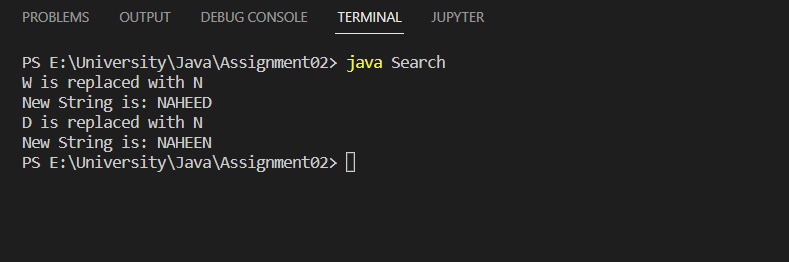 PROBLEMS OUTPUT DEBUG CONSOLE TERMINAL JUPYTER
PS E:\University\Java\Assignment02> java Search
W is replaced with N
New String is: NAHEED
D is replaced with N
New String is: NAHEEN
PS E:\University\Java\Assignment02>